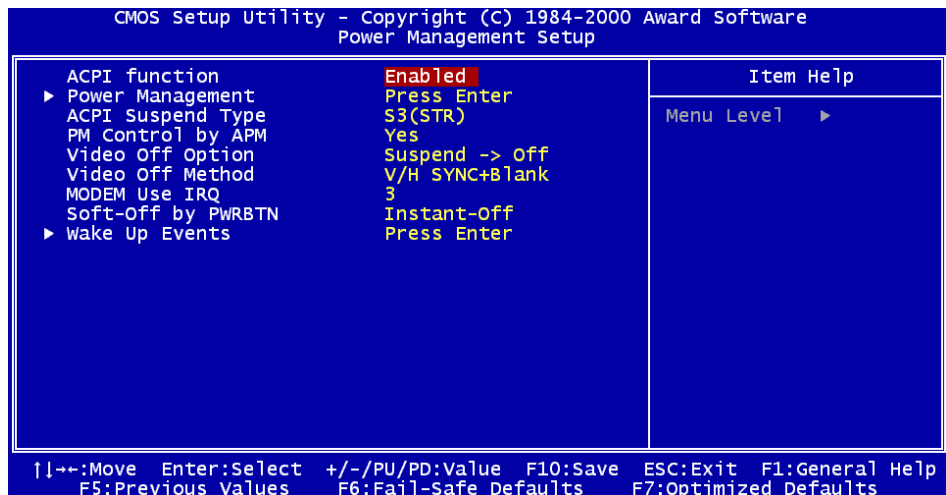 CMOS Setup Utility - Copyright (C) 1984-2000 Award Software
Power Management Setup
ACPI function Enabled
▶ Power Management Press Enter
ACPI Suspend Type S3(STR)
PM Control by APM Yes
Video Off Option Suspend -> Off
Video Off Method V/H SYNC+Blank
MODEM Use IRQ 3
Soft-Off by PWRBTN Instant-Off
▶ Wake Up Events Press Enter
Item Help
Menu Level ▶
↑↓→←:Move Enter:Select +/-/PU/PD:Value F10:Save ESC:Exit F1:General Help
F5:Previous Values F6:Fail-Safe Defaults F7:Optimized Defaults